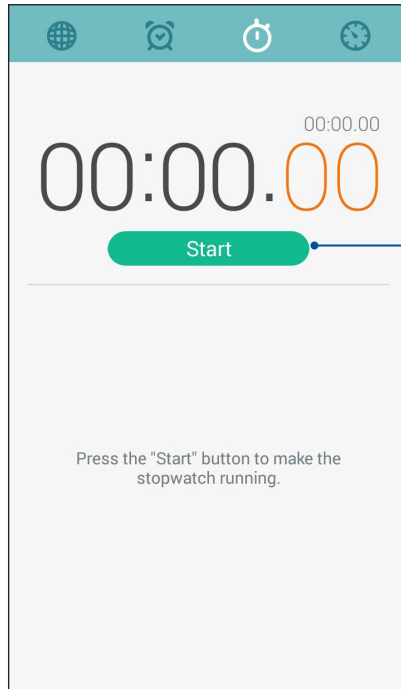 00:00.00
00:00.00
Start
Press the "Start" button to make the
stopwatch running.